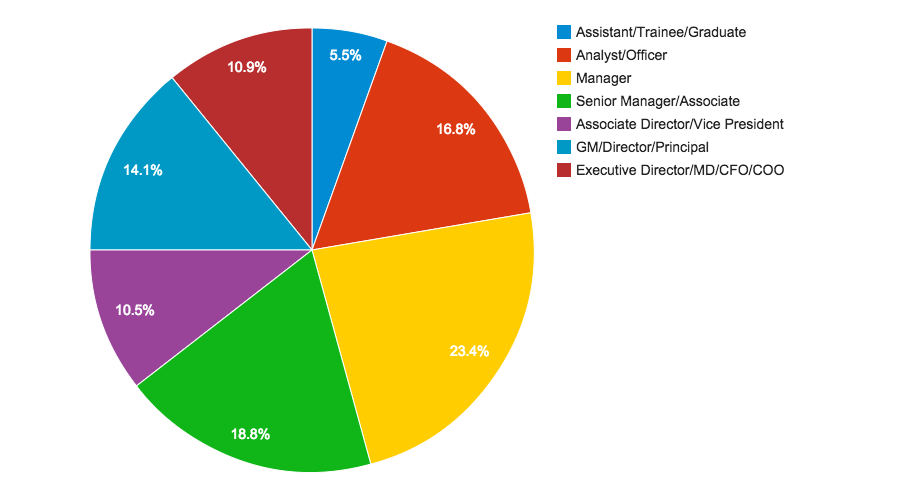 5.5%
16.8%
23.4%
18.8%
10.5%
14.1%
10.9%
Assistant/Trainee/Graduate
Analyst/Officer
Manager
Senior Manager/Associate
Associate Director/Vice President
GM/Director/Principal
Executive Director/MD/CFO/COO